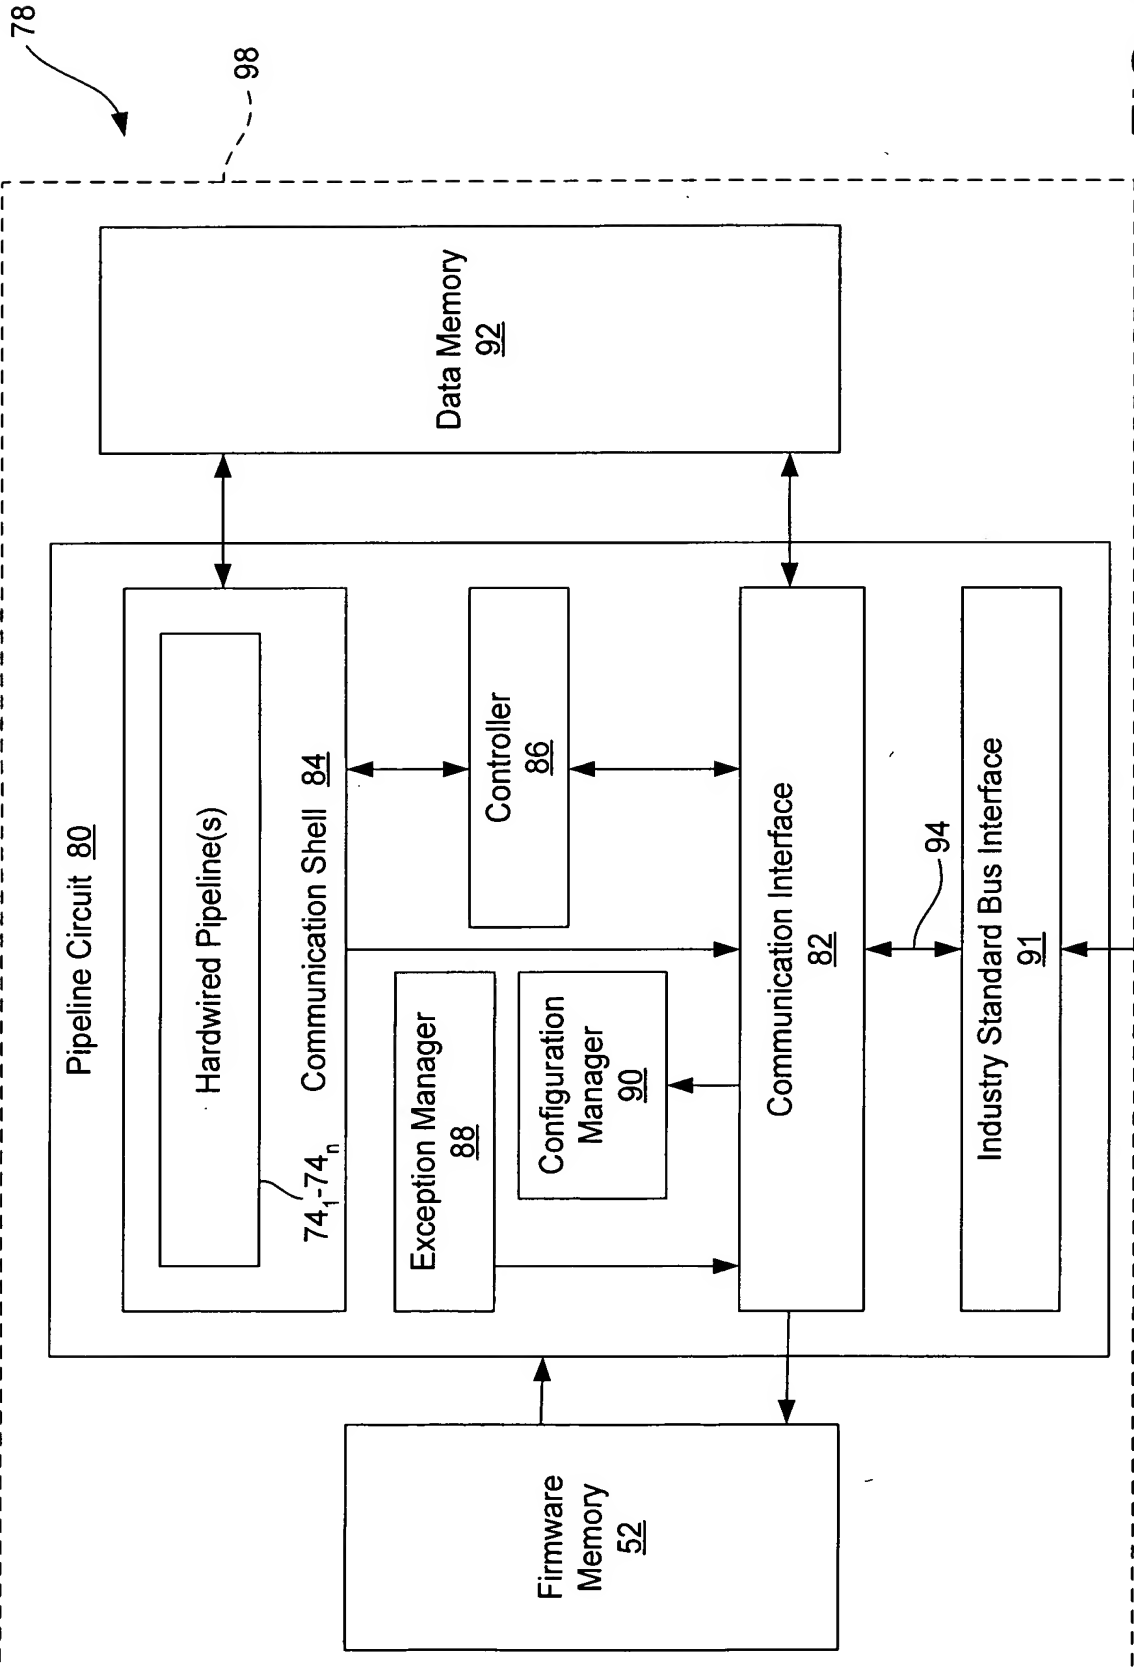 78
98
Pipeline Circuit 80
Hardwired Pipeline(s)
74₁-74ₙ
Communication Shell 84
Controller
86
Exception Manager
88
Configuration
Manager
90
Communication Interface
82
94
Industry Standard Bus Interface
91
Data Memory
92
Firmware
Memory
52